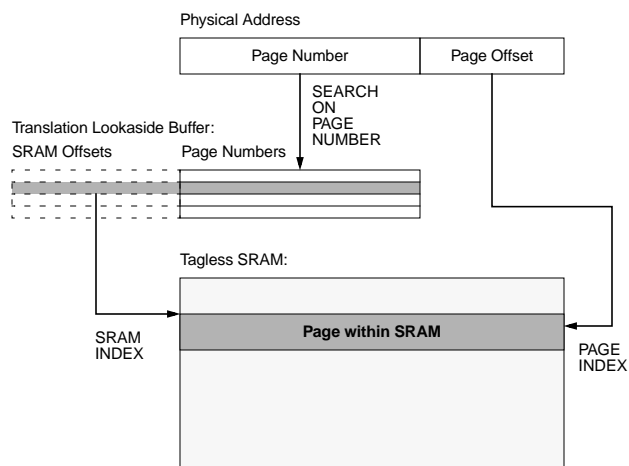 Physical Address
Page Number
Page Offset
SEARCH
ON
PAGE
NUMBER
Translation Lookaside Buffer:
SRAM Offsets
Page Numbers
Tagless SRAM:
Page within SRAM
SRAM
INDEX
PAGE
INDEX